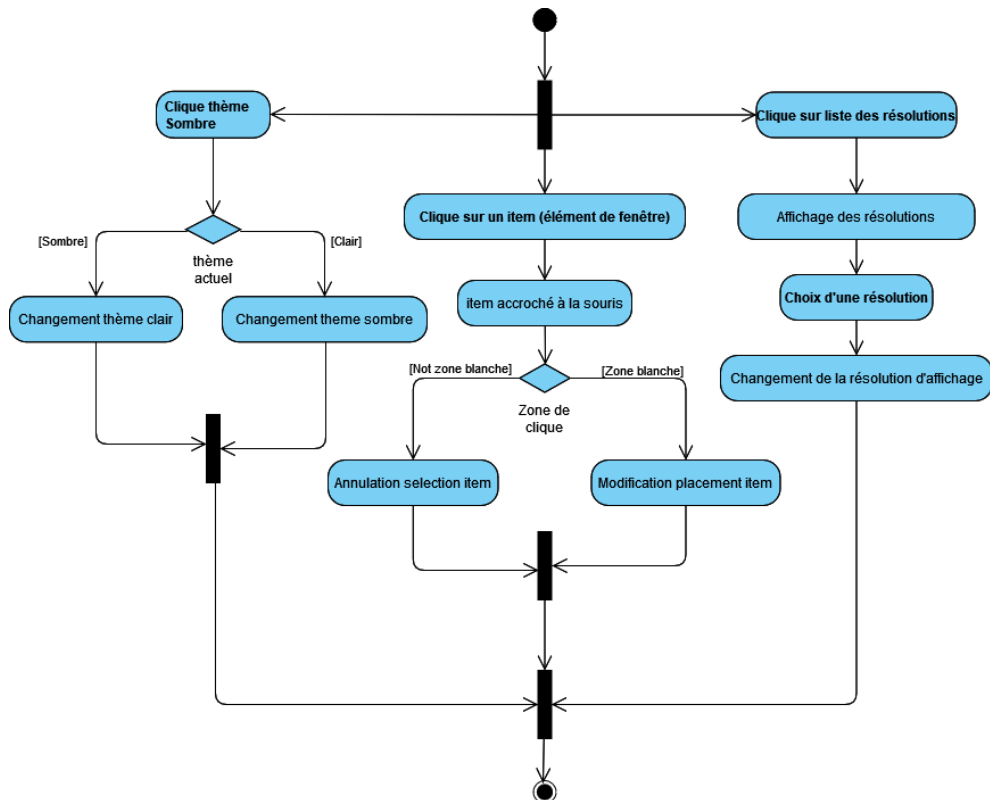 Clique thème
Sombre
Clique sur liste des résolutions
Clique sur un item (élément de fenêtre)
Affichage des résolutions
[Sombre]
[Clair]
thème
actuel
Changement thème clair
Changement theme sombre
item accroché à la souris
Choix d'une résolution
[Not zone blanche]
[Zone blanche]
Changement de la résolution d'affichage
Zone de
clique
Annulation selection item
Modification placement item